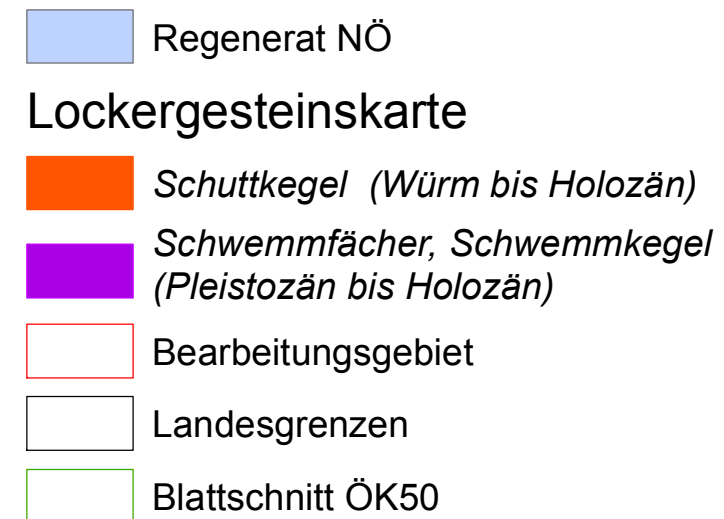 Regenerat NÖ
Lockergesteinskarte
Schuttkegel (Würm bis Holozän)
Schwemmfächer, Schwemmkegel
(Pleistozän bis Holozän)
Bearbeitungsgebiet
Landesgrenzen
Blattschnitt ÖK50